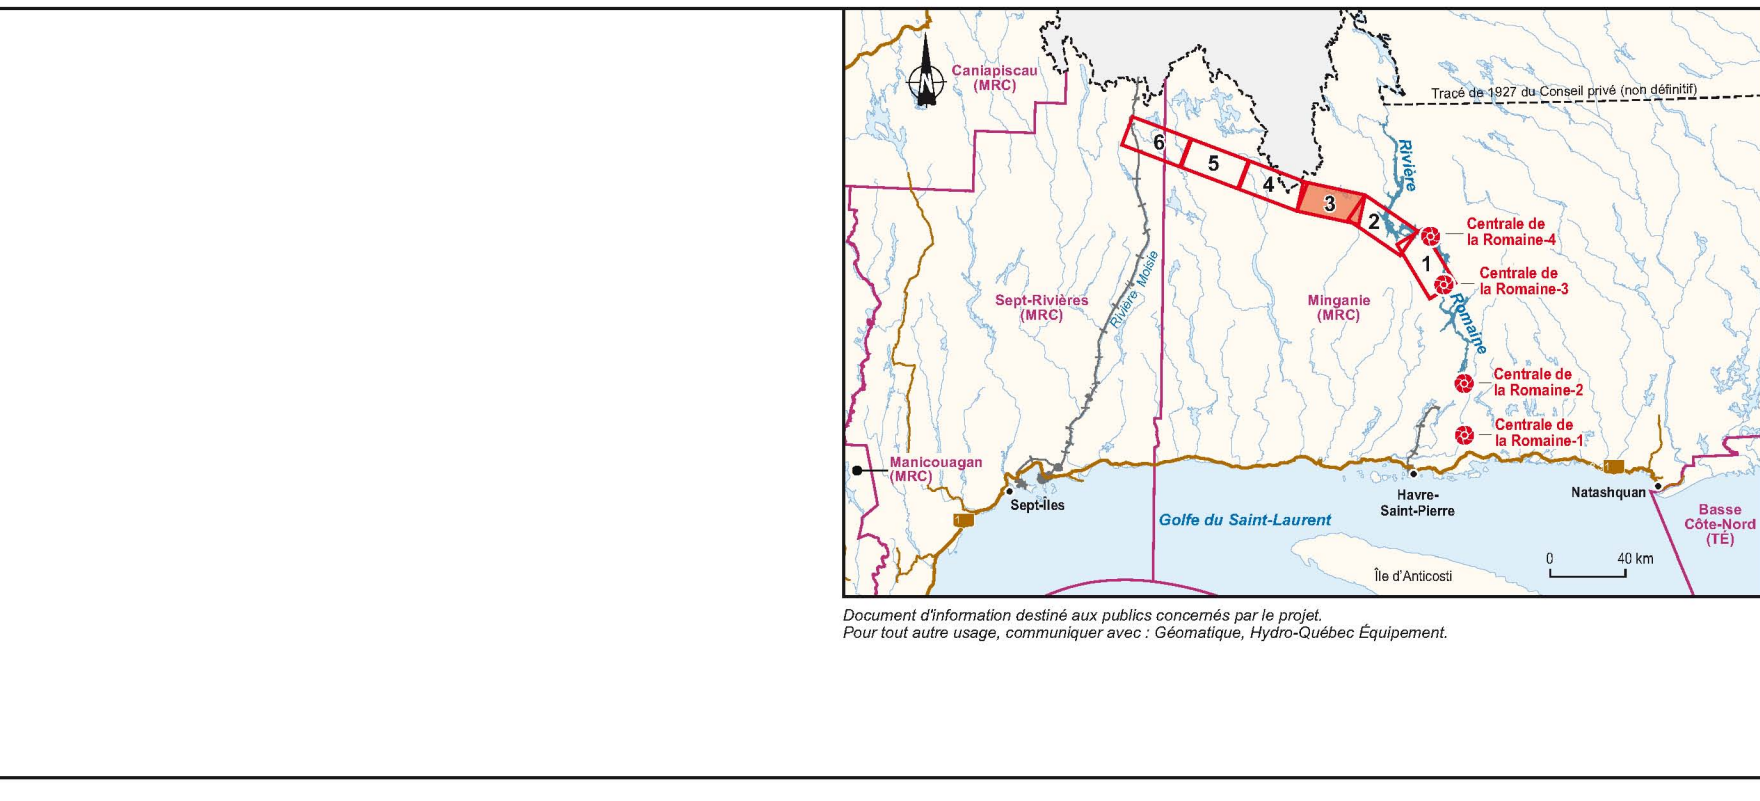 Caniapiscau
(MRC)
Tracé de 1927 du Conseil privé (non définitif)
Rivière
6
5
4
3
2
1
Centrale de
la Romaine-4
Centrale de
la Romaine-3
Rivière Moisie
Sept-Rivières
(MRC)
Minganie
(MRC)
Romaine
Centrale de
la Romaine-2
Centrale de
la Romaine-1
Manicouagan
(MRC)
Sept-Îles
Havre-
Saint-Pierre
Natashquan
Golfe du Saint-Laurent
Basse
Côte-Nord
(TÉ)
Île d'Anticosti
0 40 km
1
1
Document d'information destiné aux publics concernés par le projet.
Pour tout autre usage, communiquer avec : Géomatique, Hydro-Québec Équipement.